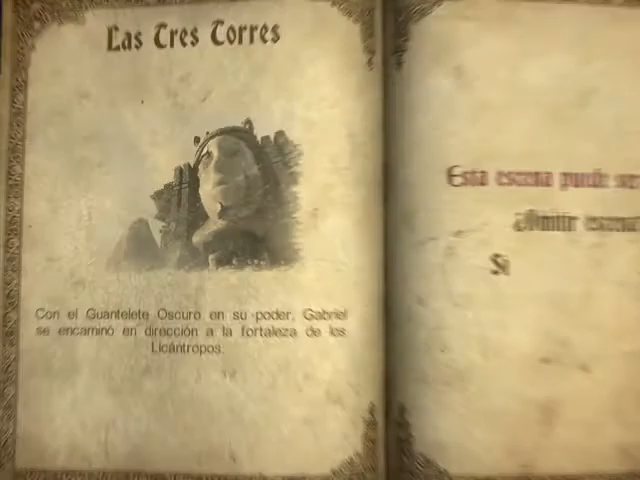 Las Tres Torres
Con el Guantelete Oscuro en su poder, Gabriel
se encaminó en dirección a la fortaleza de los
Licántropos.
Esta escena puede ser
¿Omitir escena
Sí